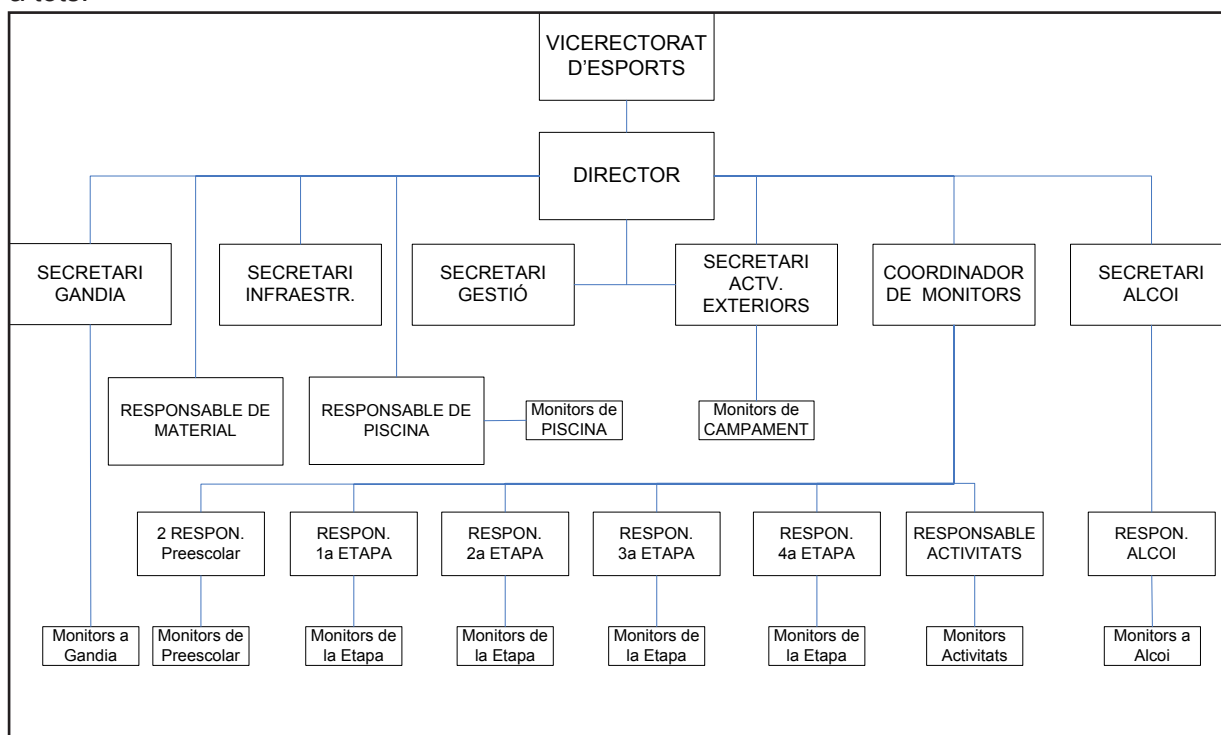 VICERECTORAT
D'ESPORTS
DIRECTOR
SECRETARI
GANDIA
SECRETARI
INFRAESTR.
SECRETARI
GESTIÓ
SECRETARI
ACTV.
EXTERIORS
COORDINADOR
DE MONITORS
SECRETARI
ALCOI
RESPONSABLE DE
MATERIAL
RESPONSABLE DE
PISCINA
Monitors de
PISCINA
Monitors de
CAMPAMENT
2 RESPON.
Preescolar
RESPON.
1a ETAPA
RESPON.
2a ETAPA
RESPON.
3a ETAPA
RESPON.
4a ETAPA
RESPONSABLE
ACTIVITATS
RESPON.
ALCOI
Monitors a
Gandia
Monitors de
Preescolar
Monitors de
la Etapa
Monitors de
la Etapa
Monitors de
la Etapa
Monitors de
la Etapa
Monitors
Activitats
Monitors a
Alcoi